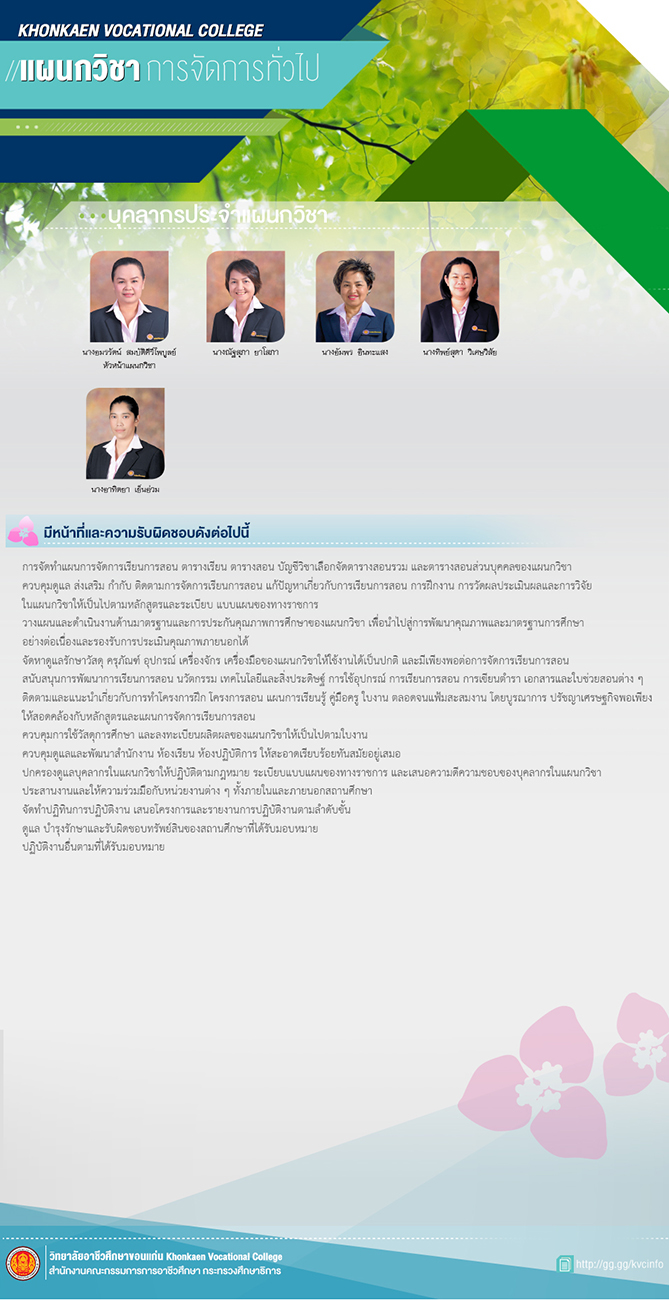 KHONKAEN VOCATIONAL COLLEGE
//แผนกวิชา การจัดการทั่วไป
บุคลากรประจำแผนกวิชา
นางอมรรัตน์ สมบัติคีรีไพบูลย์
หัวหน้าแผนกวิชา
นางณัฐสุภา ยาโสภา
นางอัมพร อินทะแสง
นางทิพย์สุดา วิเศษวิสัย
นางอาทิตยา เย็นอ่วม
มีหน้าที่และความรับผิดชอบดังต่อไปนี้
การจัดทำแผนการจัดการเรียนการสอน ตารางเรียน ตารางสอน บัญชีวิชาเลือกจัดตารางสอนรวม และตารางสอนส่วนบุคคลของแผนกวิชา
ควบคุมดูแล ส่งเสริม กำกับ ติดตามการจัดการเรียนการสอน แก้ปัญหาเกี่ยวกับการเรียนการสอน การฝึกงาน การวัดผลประเมินผลและการวิจัย
ในแผนกวิชาให้เป็นไปตามหลักสูตรและระเบียบ แบบแผนของทางราชการ
วางแผนและดำเนินงานด้านมาตรฐานและการประกันคุณภาพการศึกษาของแผนกวิชา เพื่อนำไปสู่การพัฒนาคุณภาพและมาตรฐานการศึกษา
อย่างต่อเนื่องและรองรับการประเมินคุณภาพภายนอกได้
จัดหาดูแลรักษาวัสดุ ครุภัณฑ์ อุปกรณ์ เครื่องจักร เครื่องมือของแผนกวิชาให้ใช้งานได้เป็นปกติ และมีเพียงพอต่อการจัดการเรียนการสอน
สนับสนุนการพัฒนาการเรียนการสอน นวัตกรรม เทคโนโลยีและสิ่งประดิษฐ์ การใช้อุปกรณ์ การเรียนการสอน การเขียนตำรา เอกสารและใบช่วยสอนต่าง ๆ
ติดตามและแนะนำเกี่ยวกับการทำโครงการฝึก โครงการสอน แผนการเรียนรู้ คู่มือครู ใบงาน ตลอดจนแฟ้มสะสมงาน โดยบูรณาการ ปรัชญาเศรษฐกิจพอเพียง
ให้สอดคล้องกับหลักสูตรและแผนการจัดการเรียนการสอน
ควบคุมการใช้วัสดุการศึกษา และลงทะเบียนผลิตผลของแผนกวิชาให้เป็นไปตามใบงาน
ควบคุมดูแลและพัฒนาสำนักงาน ห้องเรียน ห้องปฏิบัติการ ให้สะอาดเรียบร้อยทันสมัยอยู่เสมอ
ปกครองดูแลบุคลากรในแผนกวิชาให้ปฏิบัติตามกฎหมาย ระเบียบแบบแผนของทางราชการ และเสนอความดีความชอบของบุคลากรในแผนกวิชา
ประสานงานและให้ความร่วมมือกับหน่วยงานต่าง ๆ ทั้งภายในและภายนอกสถานศึกษา
จัดทำปฏิทินการปฏิบัติงาน เสนอโครงการและรายงานการปฏิบัติงานตามลำดับชั้น
ดูแล บำรุงรักษาและรับผิดชอบทรัพย์สินของสถานศึกษาที่ได้รับมอบหมาย
ปฏิบัติงานอื่นตามที่ได้รับมอบหมาย
วิทยาลัยอาชีวศึกษาขอนแก่น Khonkaen Vocational College
สำนักงานคณะกรรมการการอาชีวศึกษา กระทรวงศึกษาธิการ
http://gg.gg/kvcinfo